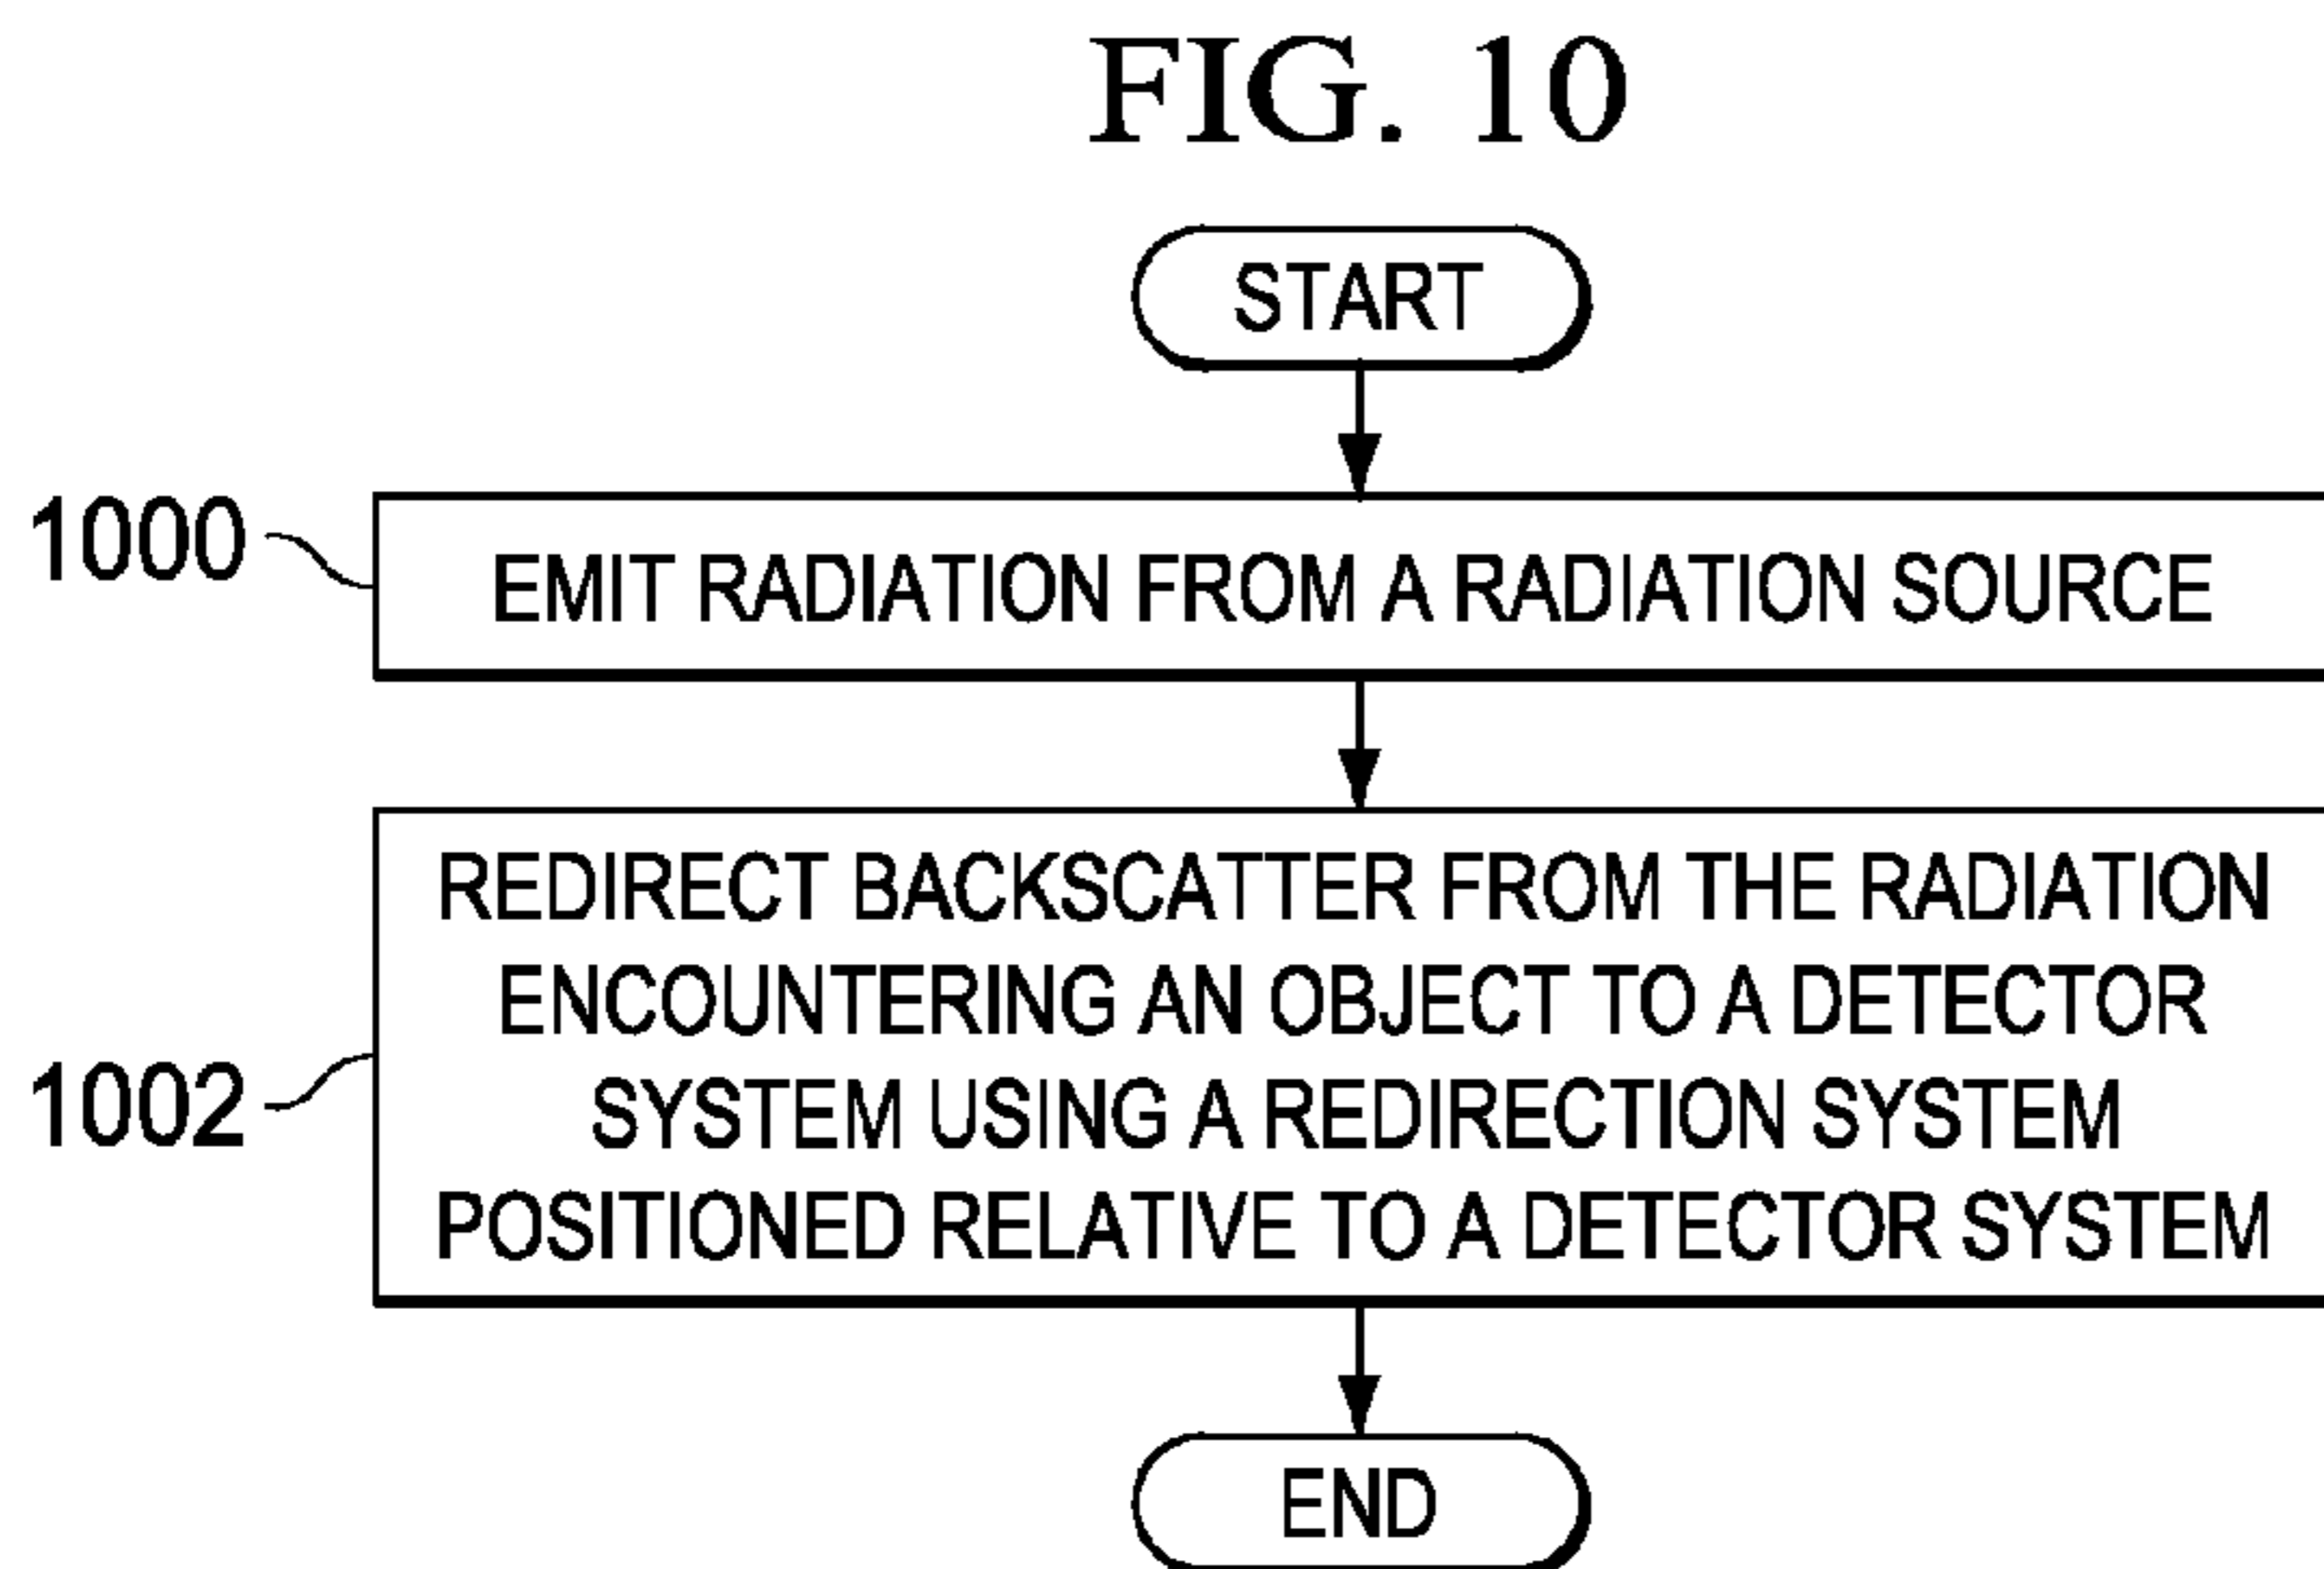 FIG. 10
START
1000
EMIT RADIATION FROM A RADIATION SOURCE
REDIRECT BACKSCATTER FROM THE RADIATION
ENCOUNTERING AN OBJECT TO A DETECTOR
1002
SYSTEM USING A REDIRECTION SYSTEM
POSITIONED RELATIVE TO A DETECTOR SYSTEM
END